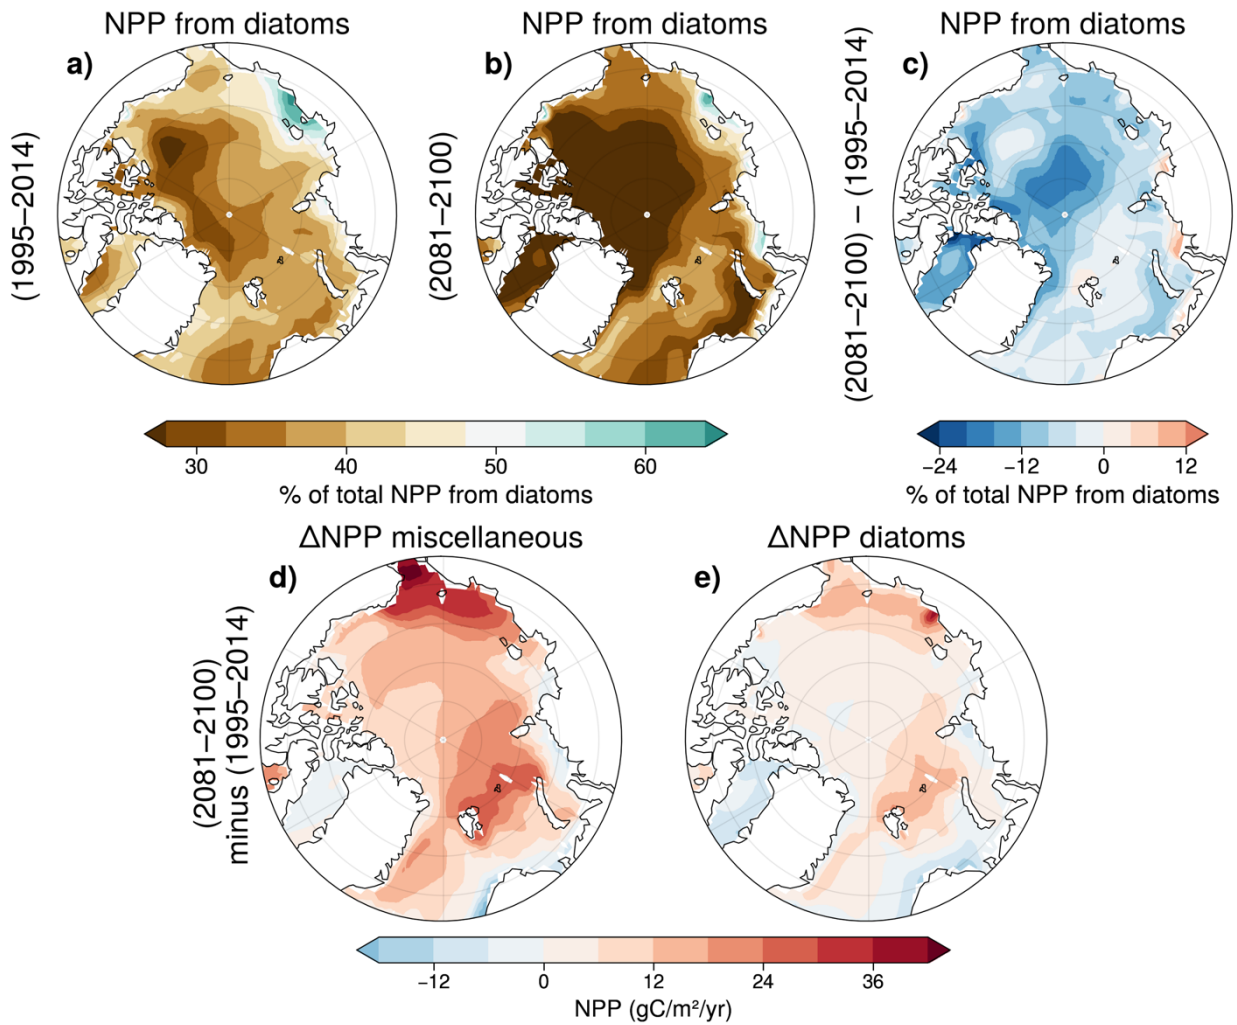 NPP from diatoms
NPP from diatoms
NPP from diatoms
a)
b)
c)
(1995–2014)
(2081–2100)
(2081–2100) − (1995–2014)
30 40 50 60
% of total NPP from diatoms
−24 −12 0 12
% of total NPP from diatoms
ΔNPP miscellaneous
ΔNPP diatoms
d)
e)
(2081–2100)
minus (1995–2014)
−12 0 12 24 36
NPP (gC/m²/yr)